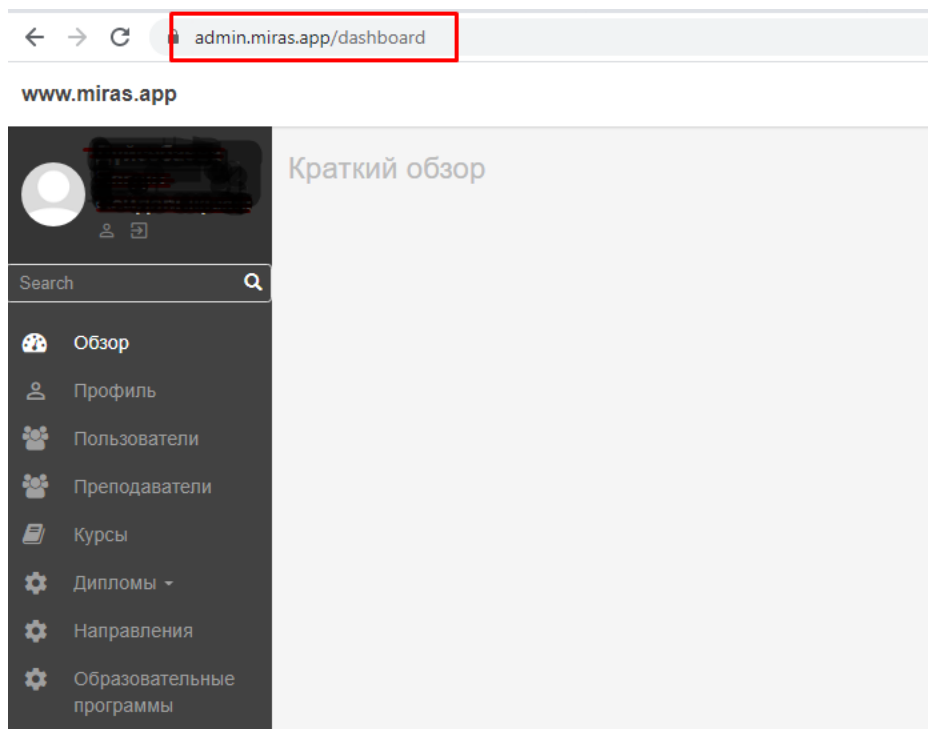 admin.miras.app/dashboard
www.miras.app
Краткий обзор
Search
Обзор
Профиль
Пользователи
Преподаватели
Курсы
Дипломы
Направления
Образовательные
программы